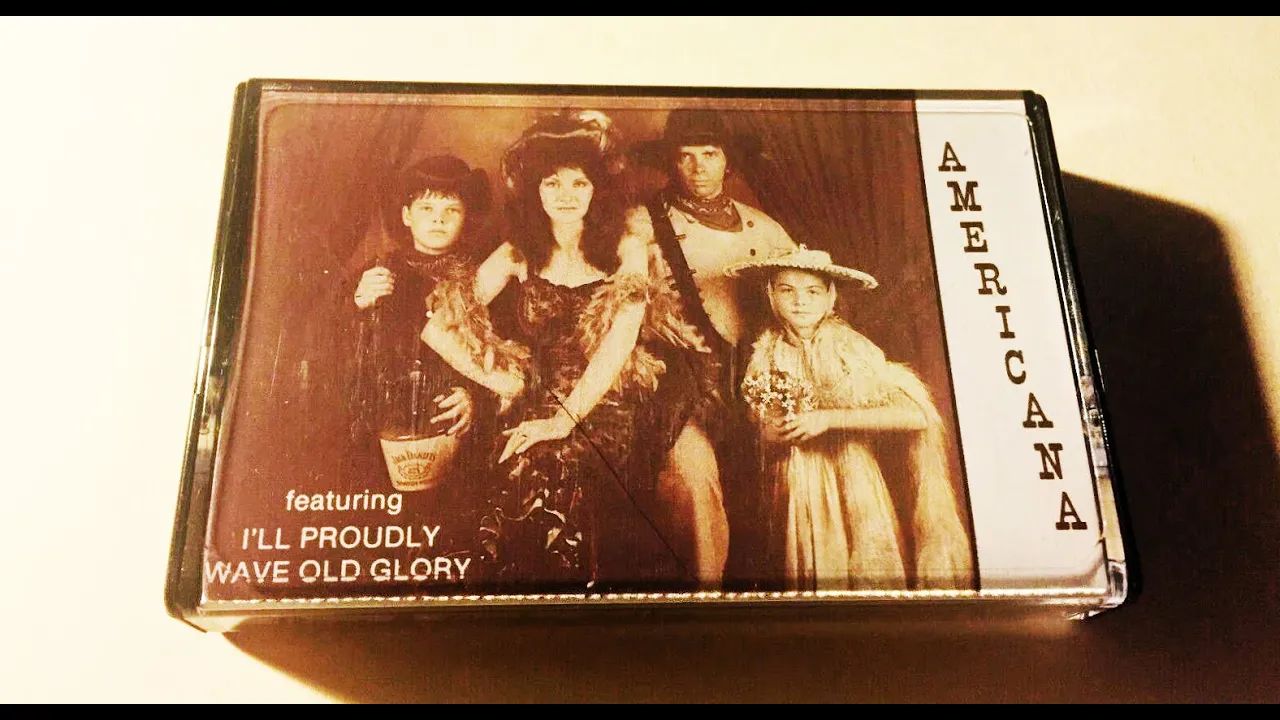 featuring
I'LL PROUDLY
WAVE OLD GLORY
AMERICANA